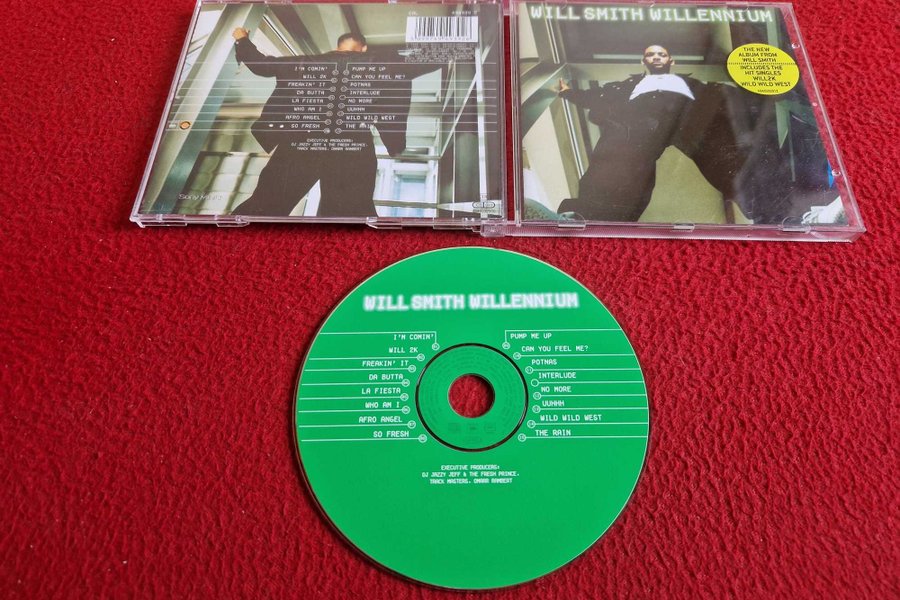 I'M COMIN'
WILL 2K
FREAKIN' IT
DA BUTTA
LA FIESTA
WHO AM I
AFRO ANGEL
SO FRESH
PUMP ME UP
CAN YOU FEEL ME?
POTNAS
INTERLUDE
NO MORE
UUHHH
WILD WILD WEST
THE RAIN
EXECUTIVE PRODUCERS:
DJ JAZZY JEFF & THE FRESH PRINCE.
TRACK MASTERS. OMARR RAMBERT
WILL SMITH WILLENNIUM
THE NEW
ALBUM FROM
WILL SMITH
INCLUDES THE
HIT SINGLES
WILL2K
WILD WILD WEST
WILL SMITH WILLENNIUM
I'M COMIN'
WILL 2K
FREAKIN' IT
DA BUTTA
LA FIESTA
WHO AM I
AFRO ANGEL
SO FRESH
PUMP ME UP
CAN YOU FEEL ME?
POTNAS
INTERLUDE
NO MORE
UUHHH
WILD WILD WEST
THE RAIN
EXECUTIVE PRODUCERS:
DJ JAZZY JEFF & THE FRESH PRINCE.
TRACK MASTERS. OMARR RAMBERT